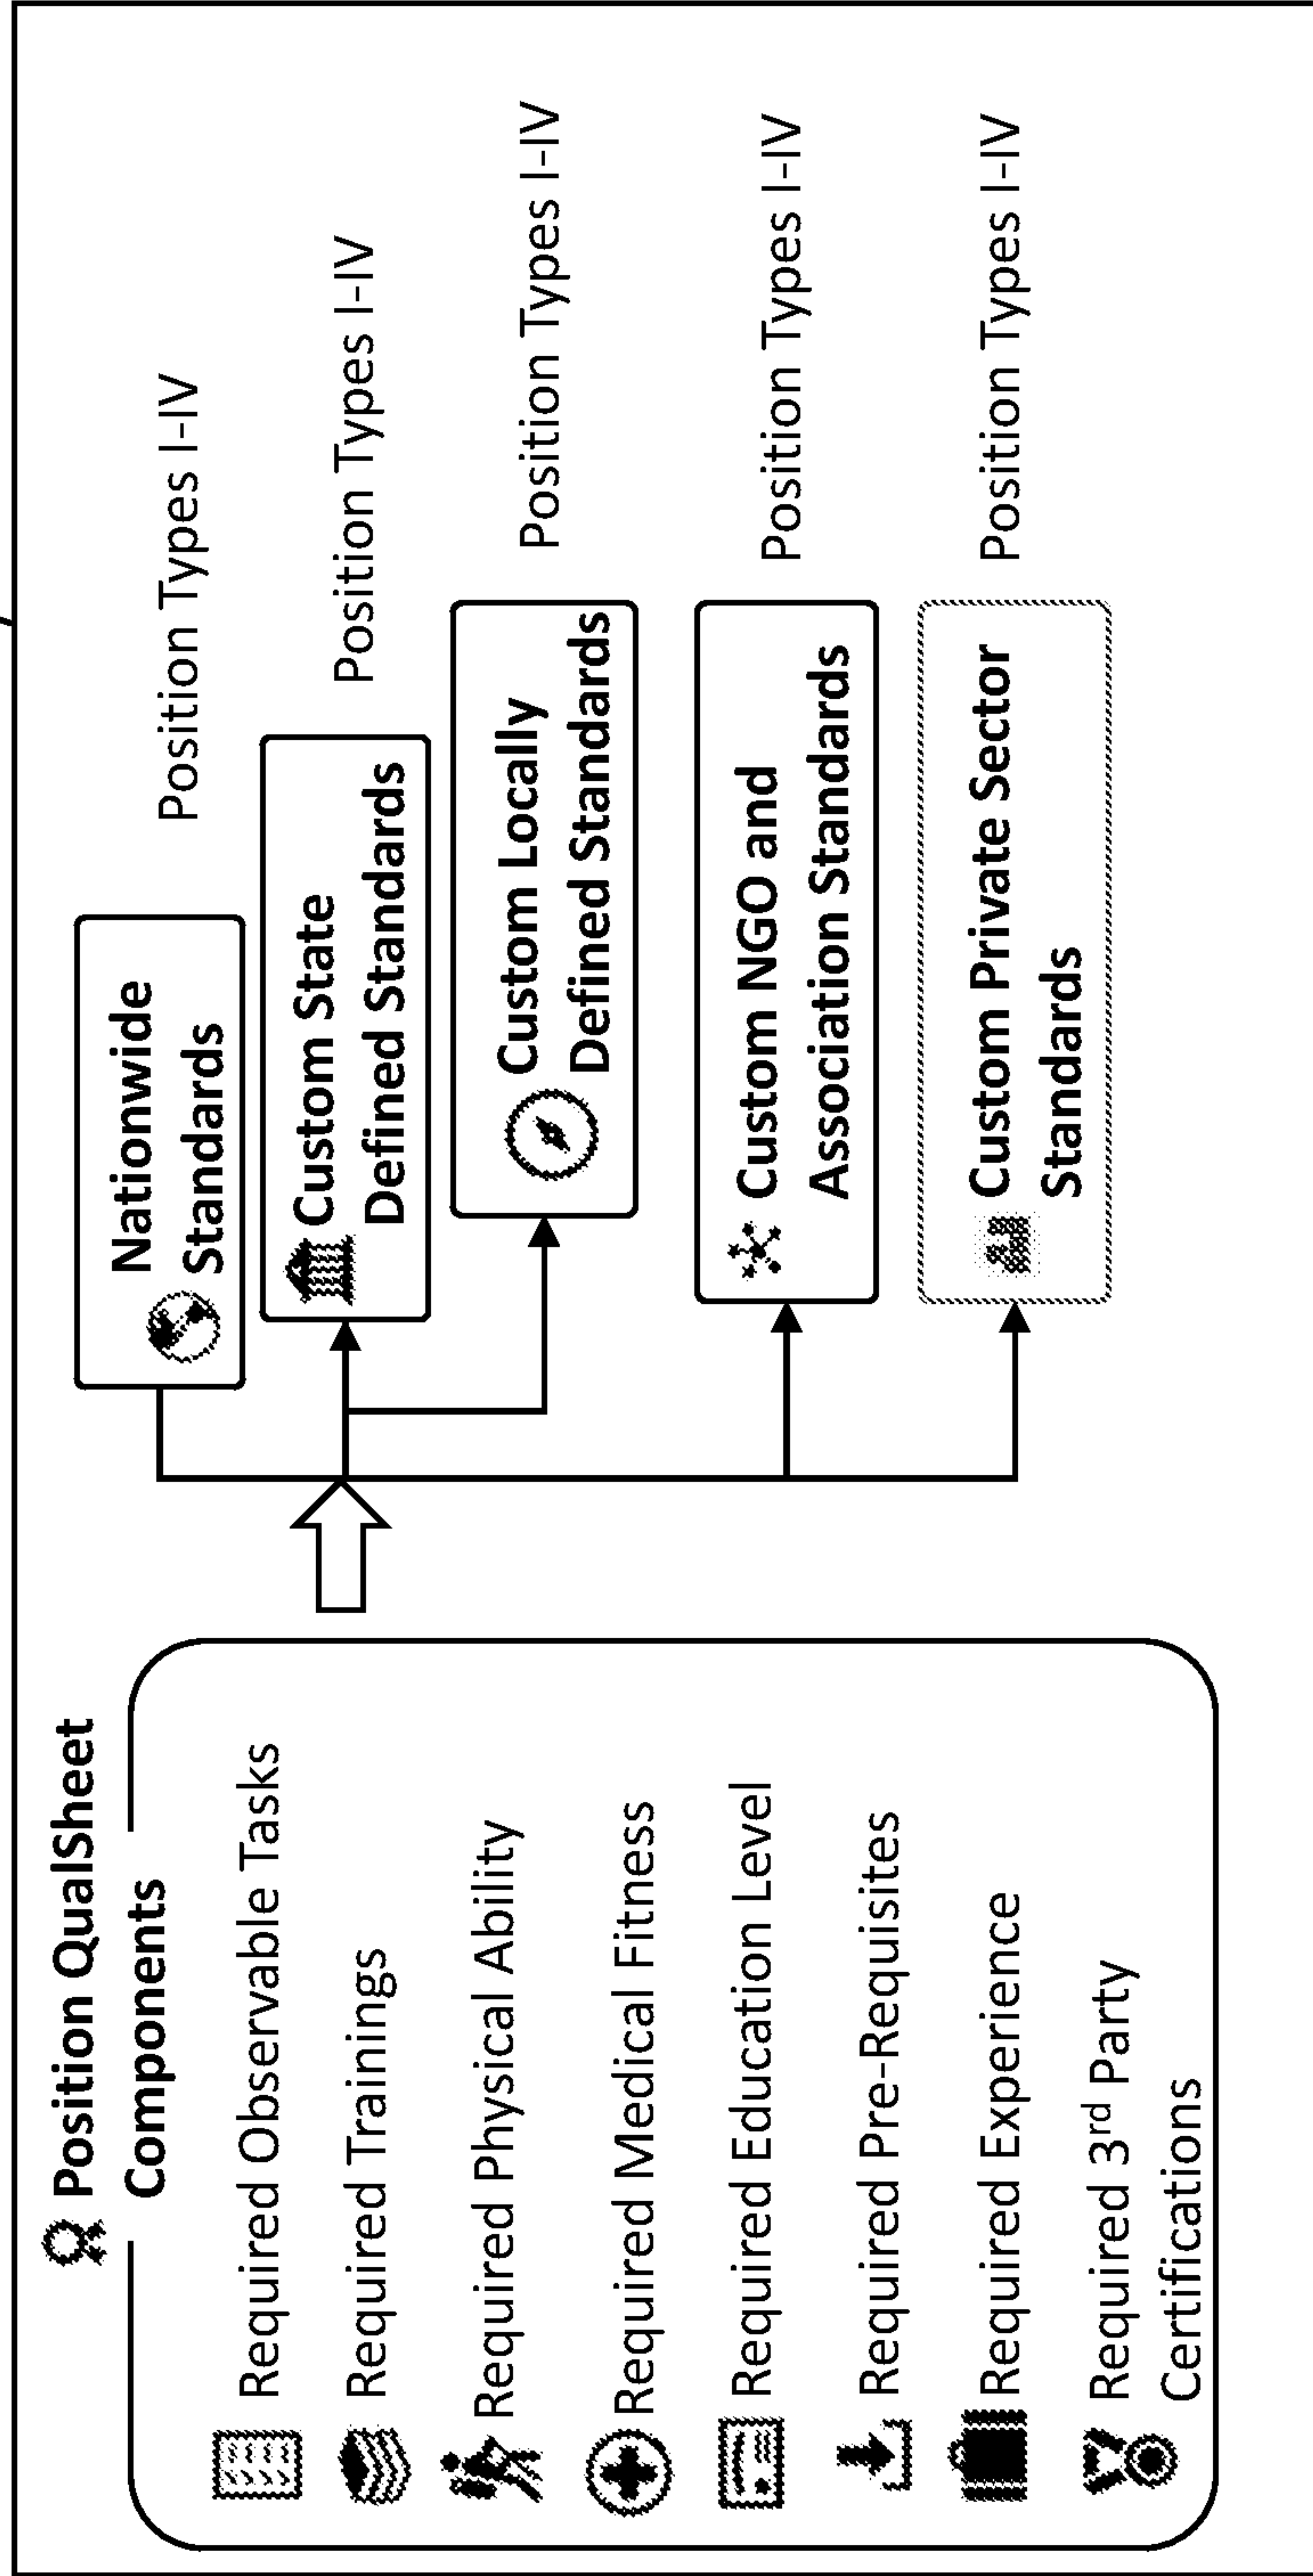 Position QualSheet
Components
Required Observable Tasks
Required Trainings
Required Physical Ability
Required Medical Fitness
Required Education Level
Required Pre-Requisites
Required Experience
Required 3rd Party
Certifications
Nationwide
Standards
Position Types I-IV
Custom State
Defined Standards
Position Types I-IV
Custom Locally
Defined Standards
Position Types I-IV
Custom NGO and
Association Standards
Position Types I-IV
Custom Private Sector
Standards
Position Types I-IV